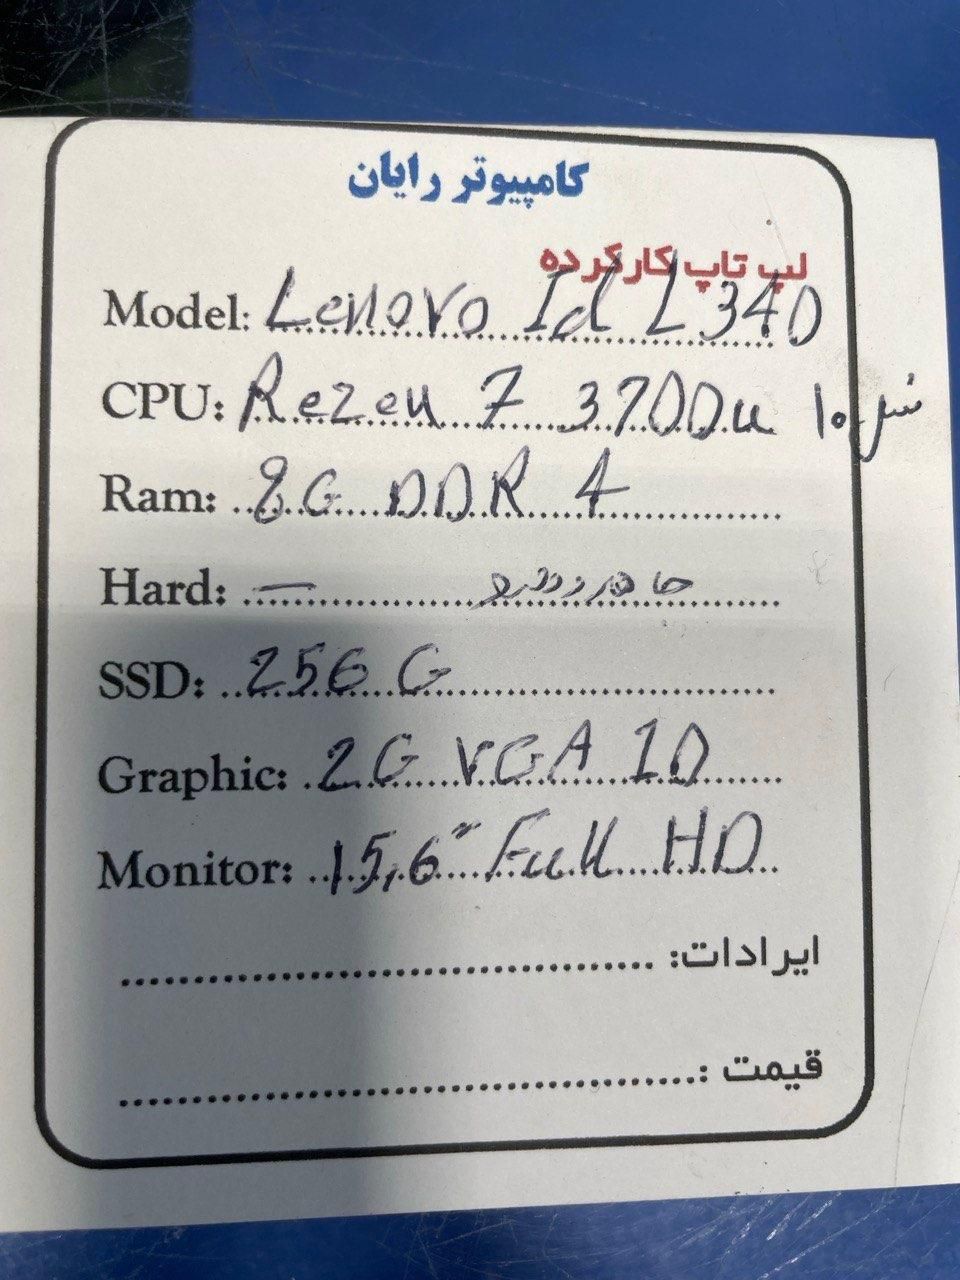 کامپیوتر رایان
لپ تاپ کارکرده
Model: Lenovo Id L340
CPU: Rezen 7 3700u نسل ۱۰
Ram: 8G DDR 4
Hard: — جا هارد
SSD: 256 G
Graphic: 2G VGA 10
Monitor: 15,6" Full HD
ایرادات:
قیمت :